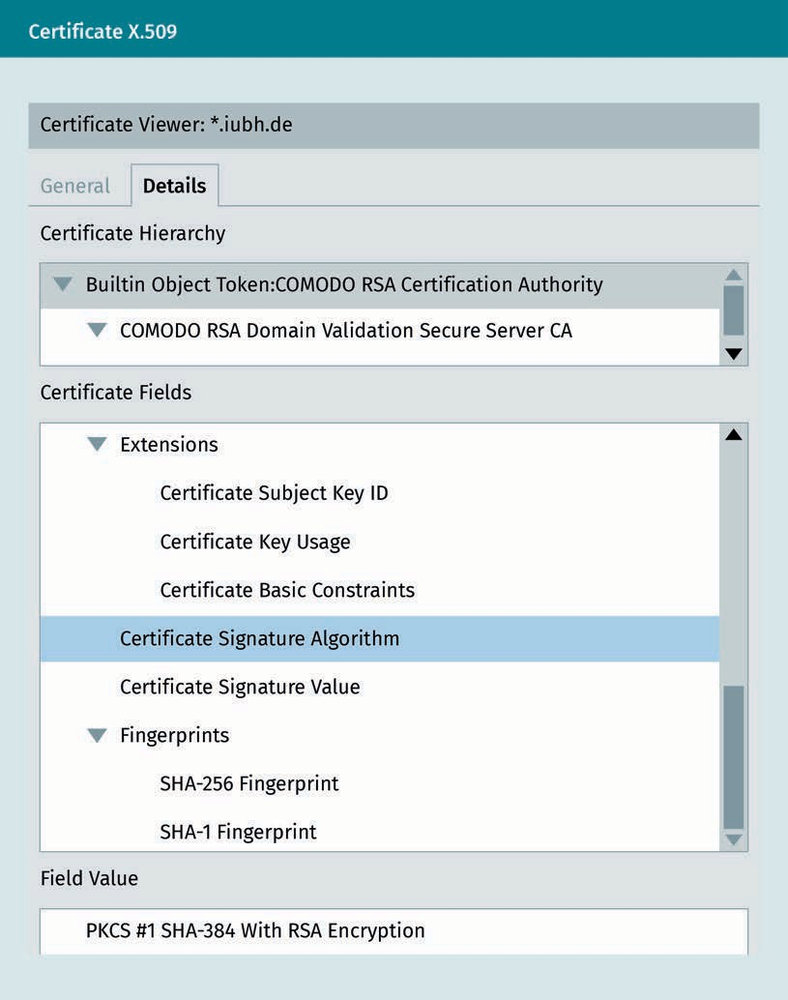 Certificate X.509
Certificate Viewer: *.iubh.de
General Details
Certificate Hierarchy
Builtin Object Token:COMODO RSA Certification Authority
COMODO RSA Domain Validation Secure Server CA
Certificate Fields
Extensions
Certificate Subject Key ID
Certificate Key Usage
Certificate Basic Constraints
Certificate Signature Algorithm
Certificate Signature Value
Fingerprints
SHA-256 Fingerprint
SHA-1 Fingerprint
Field Value
PKCS #1 SHA-384 With RSA Encryption